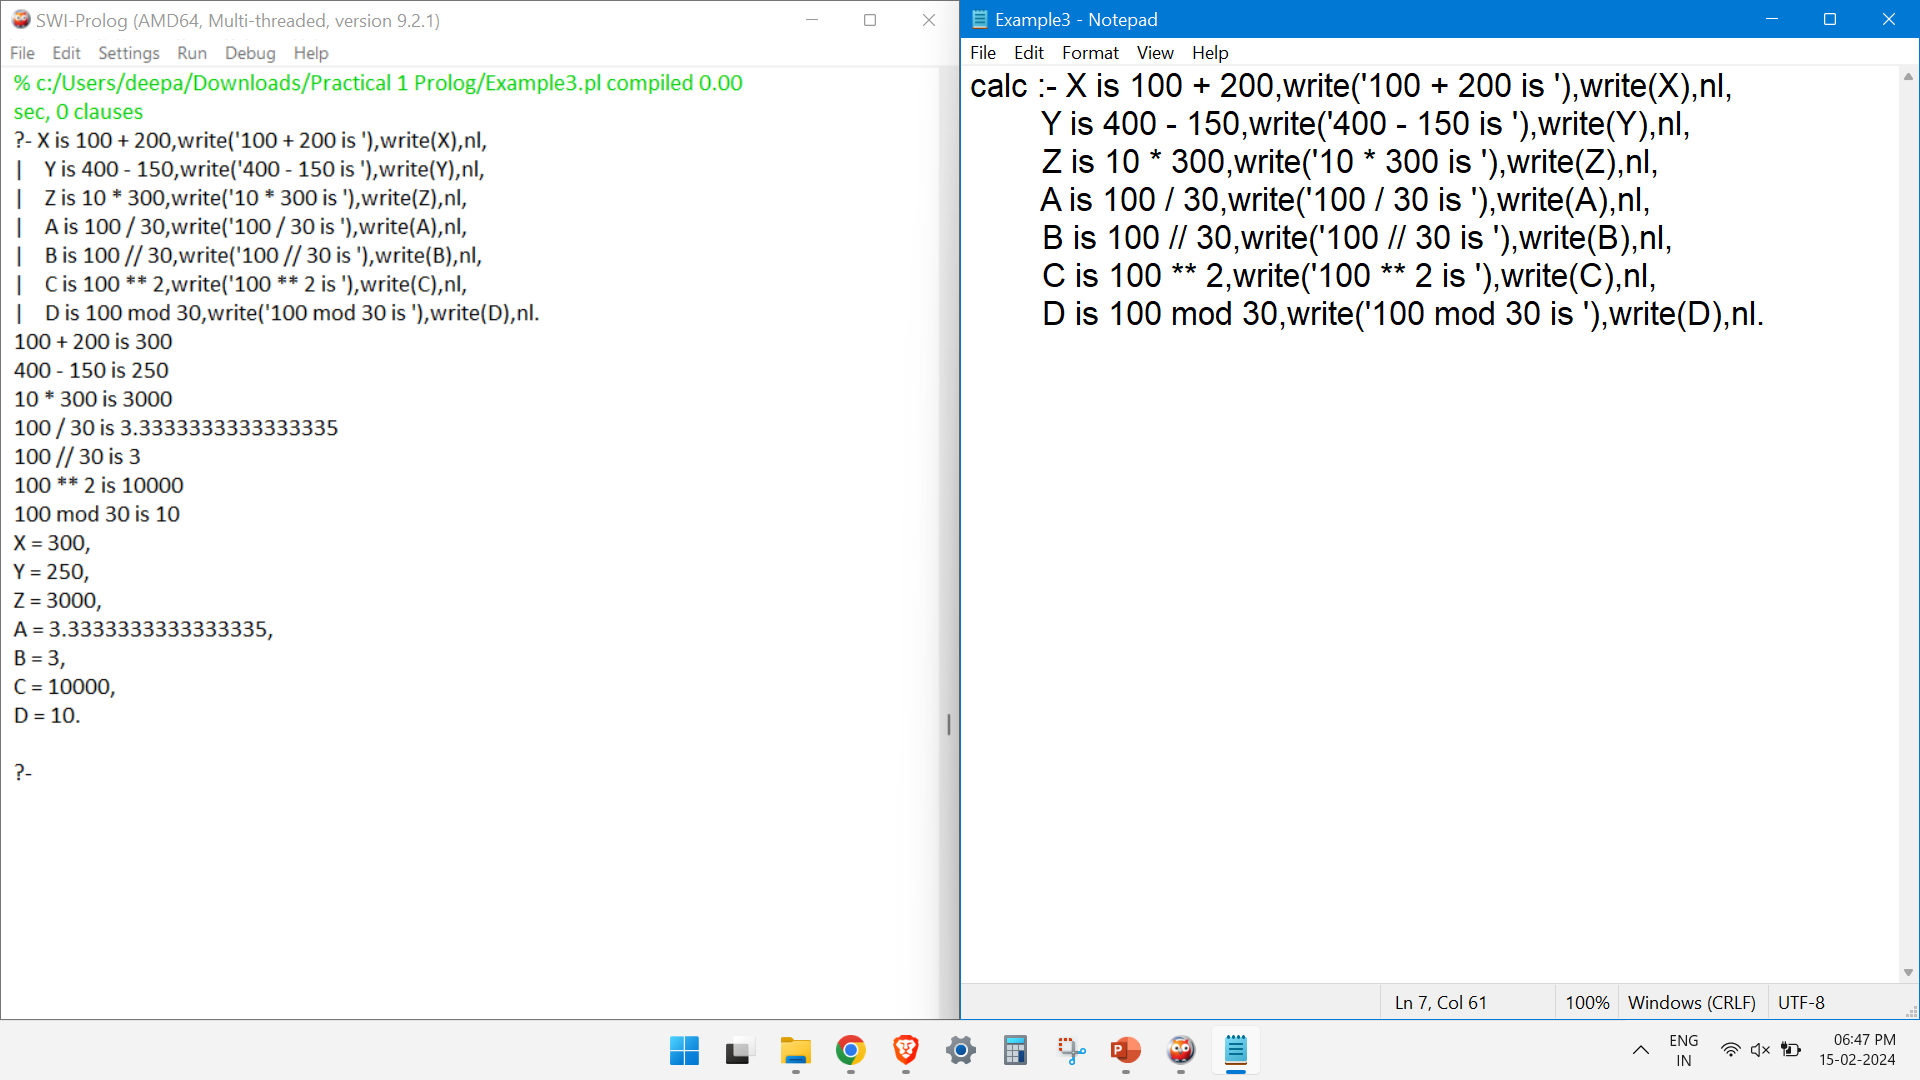 SWI-Prolog (AMD64, Multi-threaded, version 9.2.1)
File Edit Settings Run Debug Help
% c:/Users/deepa/Downloads/Practical 1 Prolog/Example3.pl compiled 0.00
sec, 0 clauses
?- X is 100 + 200,write('100 + 200 is '),write(X),nl,
|    Y is 400 - 150,write('400 - 150 is '),write(Y),nl,
|    Z is 10 * 300,write('10 * 300 is '),write(Z),nl,
|    A is 100 / 30,write('100 / 30 is '),write(A),nl,
|    B is 100 // 30,write('100 // 30 is '),write(B),nl,
|    C is 100 ** 2,write('100 ** 2 is '),write(C),nl,
|    D is 100 mod 30,write('100 mod 30 is '),write(D),nl.
100 + 200 is 300
400 - 150 is 250
10 * 300 is 3000
100 / 30 is 3.3333333333333335
100 // 30 is 3
100 ** 2 is 10000
100 mod 30 is 10
X = 300,
Y = 250,
Z = 3000,
A = 3.3333333333333335,
B = 3,
C = 10000,
D = 10.
?-
Example3 - Notepad
File Edit Format View Help
calc :- X is 100 + 200,write('100 + 200 is '),write(X),nl,
Y is 400 - 150,write('400 - 150 is '),write(Y),nl,
Z is 10 * 300,write('10 * 300 is '),write(Z),nl,
A is 100 / 30,write('100 / 30 is '),write(A),nl,
B is 100 // 30,write('100 // 30 is '),write(B),nl,
C is 100 ** 2,write('100 ** 2 is '),write(C),nl,
D is 100 mod 30,write('100 mod 30 is '),write(D),nl.
Ln 7, Col 61 100% Windows (CRLF) UTF-8
ENG
IN
06:47 PM
15-02-2024